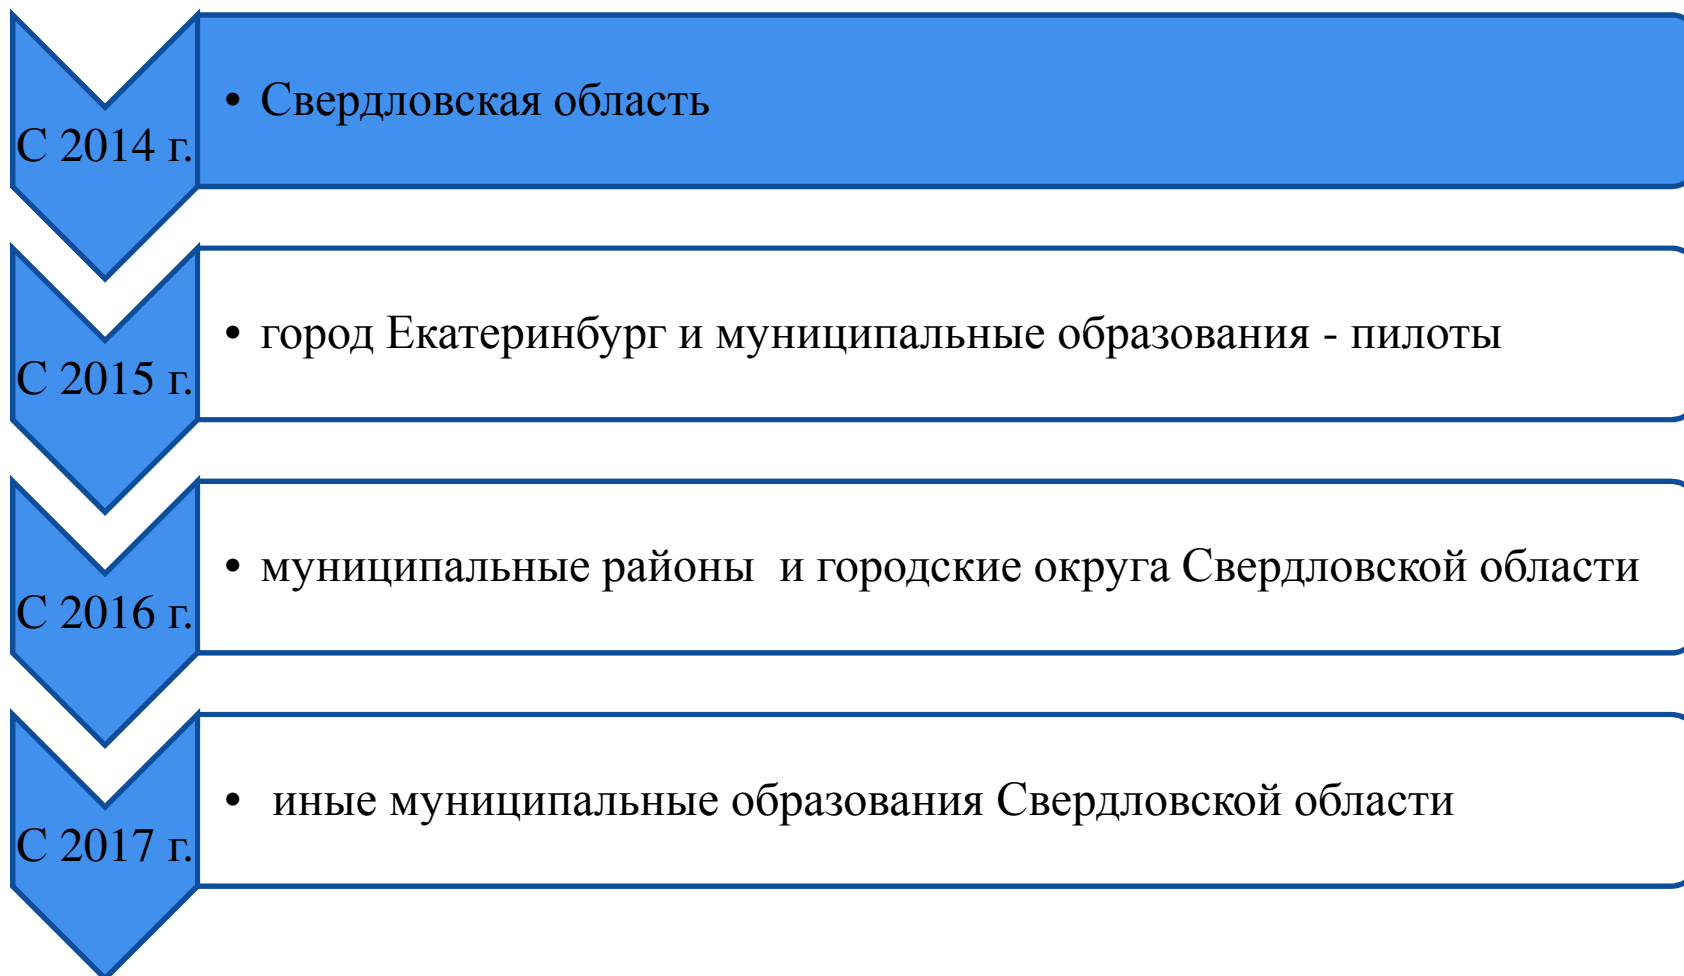 С 2014 г.
• Свердловская область
С 2015 г.
• город Екатеринбург и муниципальные образования - пилоты
С 2016 г.
• муниципальные районы  и городские округа Свердловской области
С 2017 г.
• иные муниципальные образования Свердловской области